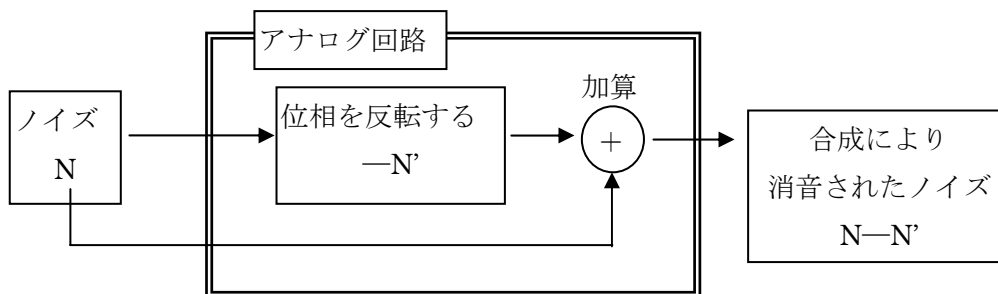 アナログ回路
ノイズ
N
位相を反転する
―N’
加算
+
合成により
消音されたノイズ
N―N’